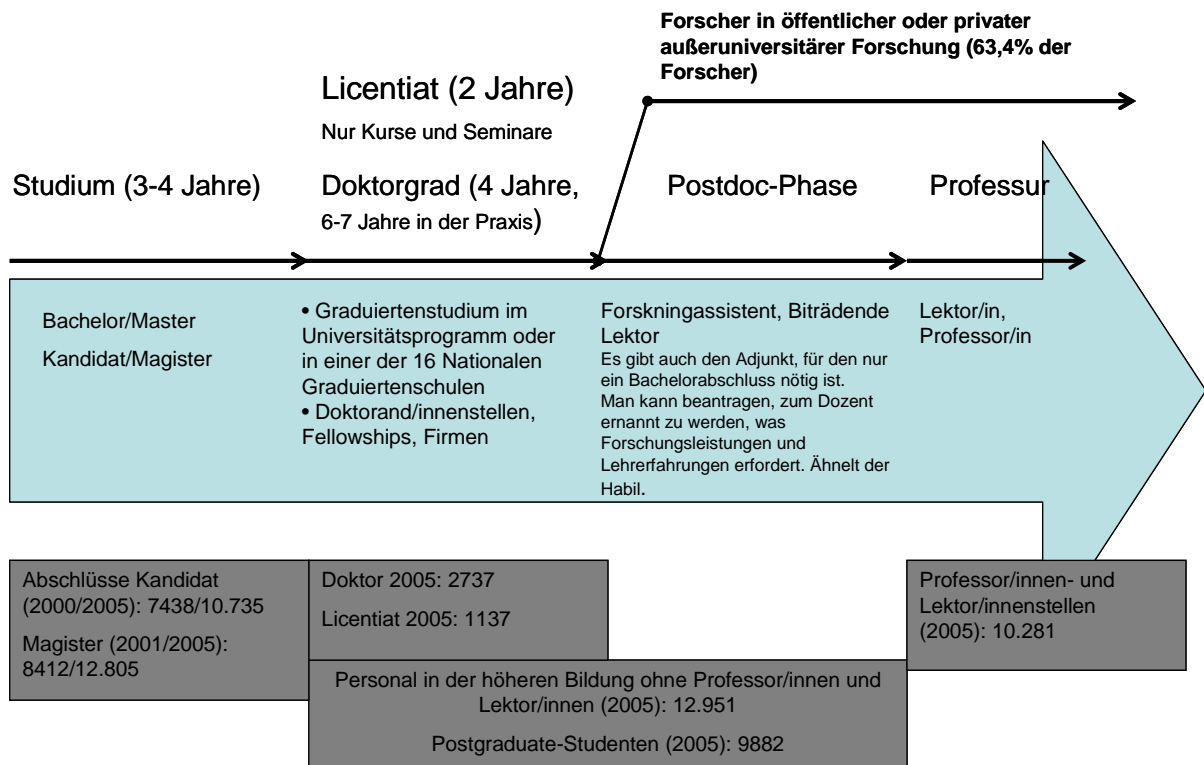 Forscher in öffentlicher oder privater
außeruniversitärer Forschung (63,4% der
Forscher)
Licentiat (2 Jahre)
Nur Kurse und Seminare
Studium (3-4 Jahre)
Doktorgrad (4 Jahre,
6-7 Jahre in der Praxis)
Postdoc-Phase
Professur
Bachelor/Master
Kandidat/Magister
• Graduiertenstudium im
Universitätsprogramm oder
in einer der 16 Nationalen
Graduiertenschulen
• Doktorand/innenstellen,
Fellowships, Firmen
Forskningassistent, Biträdende
Lektor
Es gibt auch den Adjunkt, für den nur
ein Bachelorabschluss nötig ist.
Man kann beantragen, zum Dozent
ernannt zu werden, was
Forschungsleistungen und
Lehrerfahrungen erfordert. Ähnelt der
Habil.
Lektor/in,
Professor/in
Abschlüsse Kandidat
(2000/2005): 7438/10.735
Magister (2001/2005):
8412/12.805
Doktor 2005: 2737
Licentiat 2005: 1137
Personal in der höheren Bildung ohne Professor/innen und
Lektor/innen (2005): 12.951
Postgraduate-Studenten (2005): 9882
Professor/innen- und
Lektor/innenstellen
(2005): 10.281